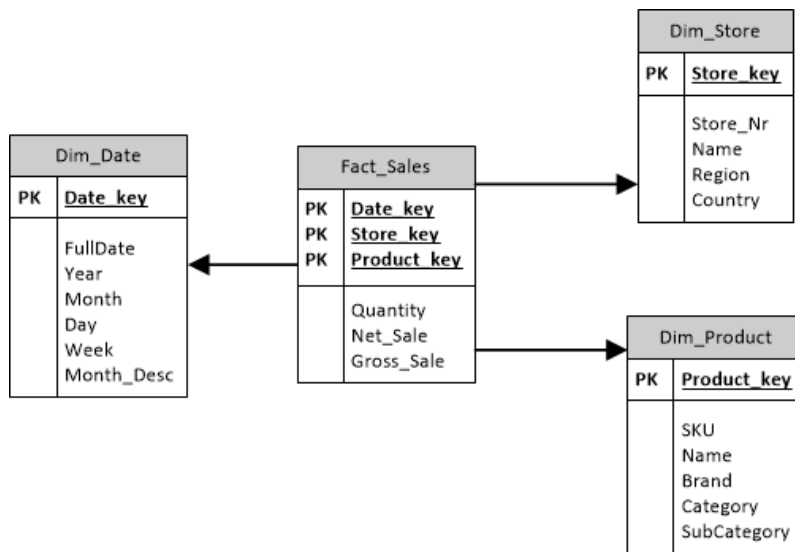 Dim_Date
PK Date_key
FullDate
Year
Month
Day
Week
Month_Desc
Fact_Sales
PK Date_key
PK Store_key
PK Product_key
Quantity
Net_Sale
Gross_Sale
Dim_Store
PK Store_key
Store_Nr
Name
Region
Country
Dim_Product
PK Product_key
SKU
Name
Brand
Category
SubCategory